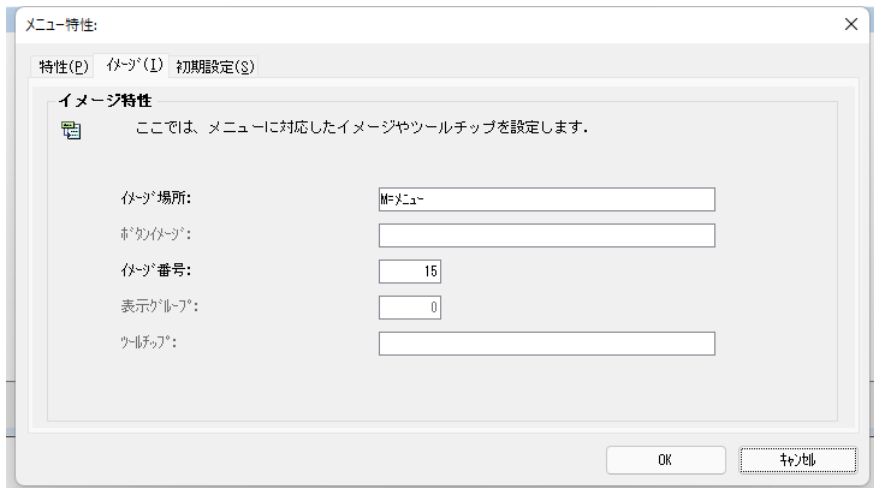 メニュー特性:
特性(P) イメージ(I) 初期設定(S)
イメージ特性
ここでは、メニューに対応したイメージやツールチップを設定します.
イメージ場所: M=メニュー
ボタンイメージ:
イメージ番号: 15
表示グループ: 0
ツールチップ:
OK キャンセル